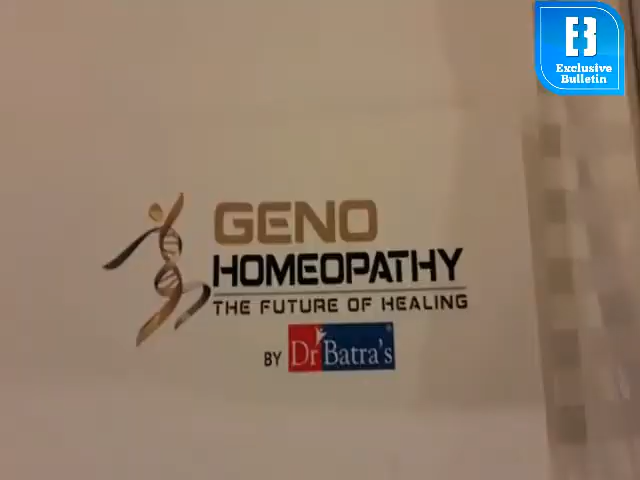 Exclusive
Bulletin
GENO
HOMEOPATHY
THE FUTURE OF HEALING
BY Dr Batra's